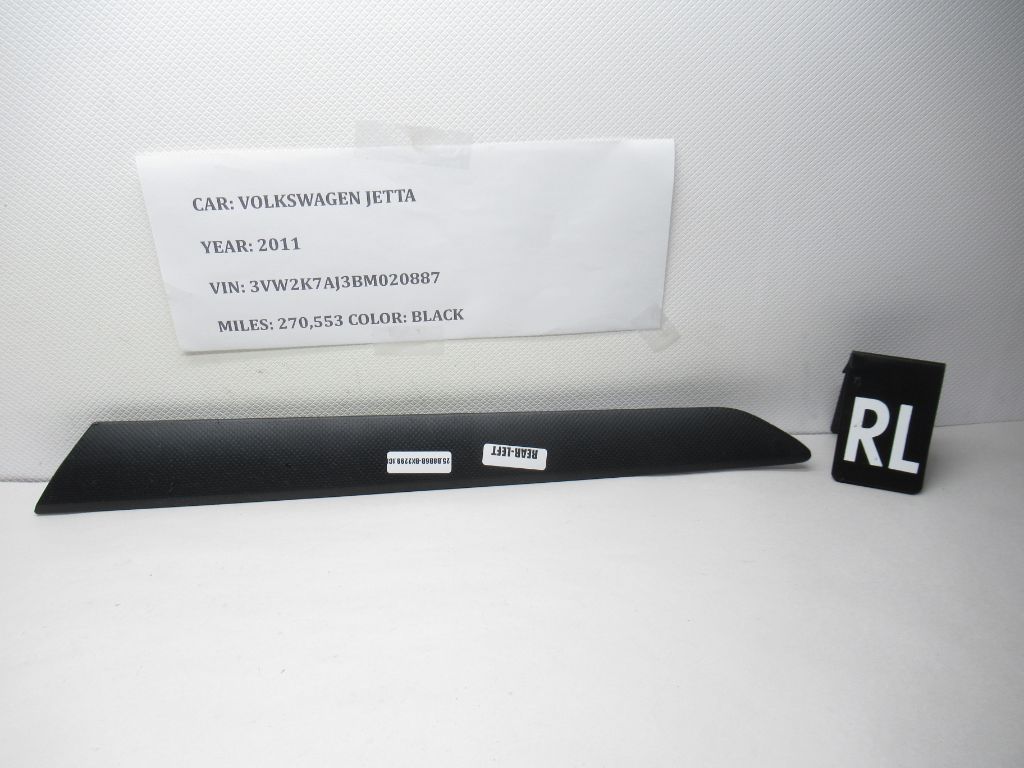 CAR: VOLKSWAGEN JETTA
YEAR: 2011
VIN: 3VW2K7AJ3BM020887
MILES: 270,553 COLOR: BLACK
REAR-LEFT
RL